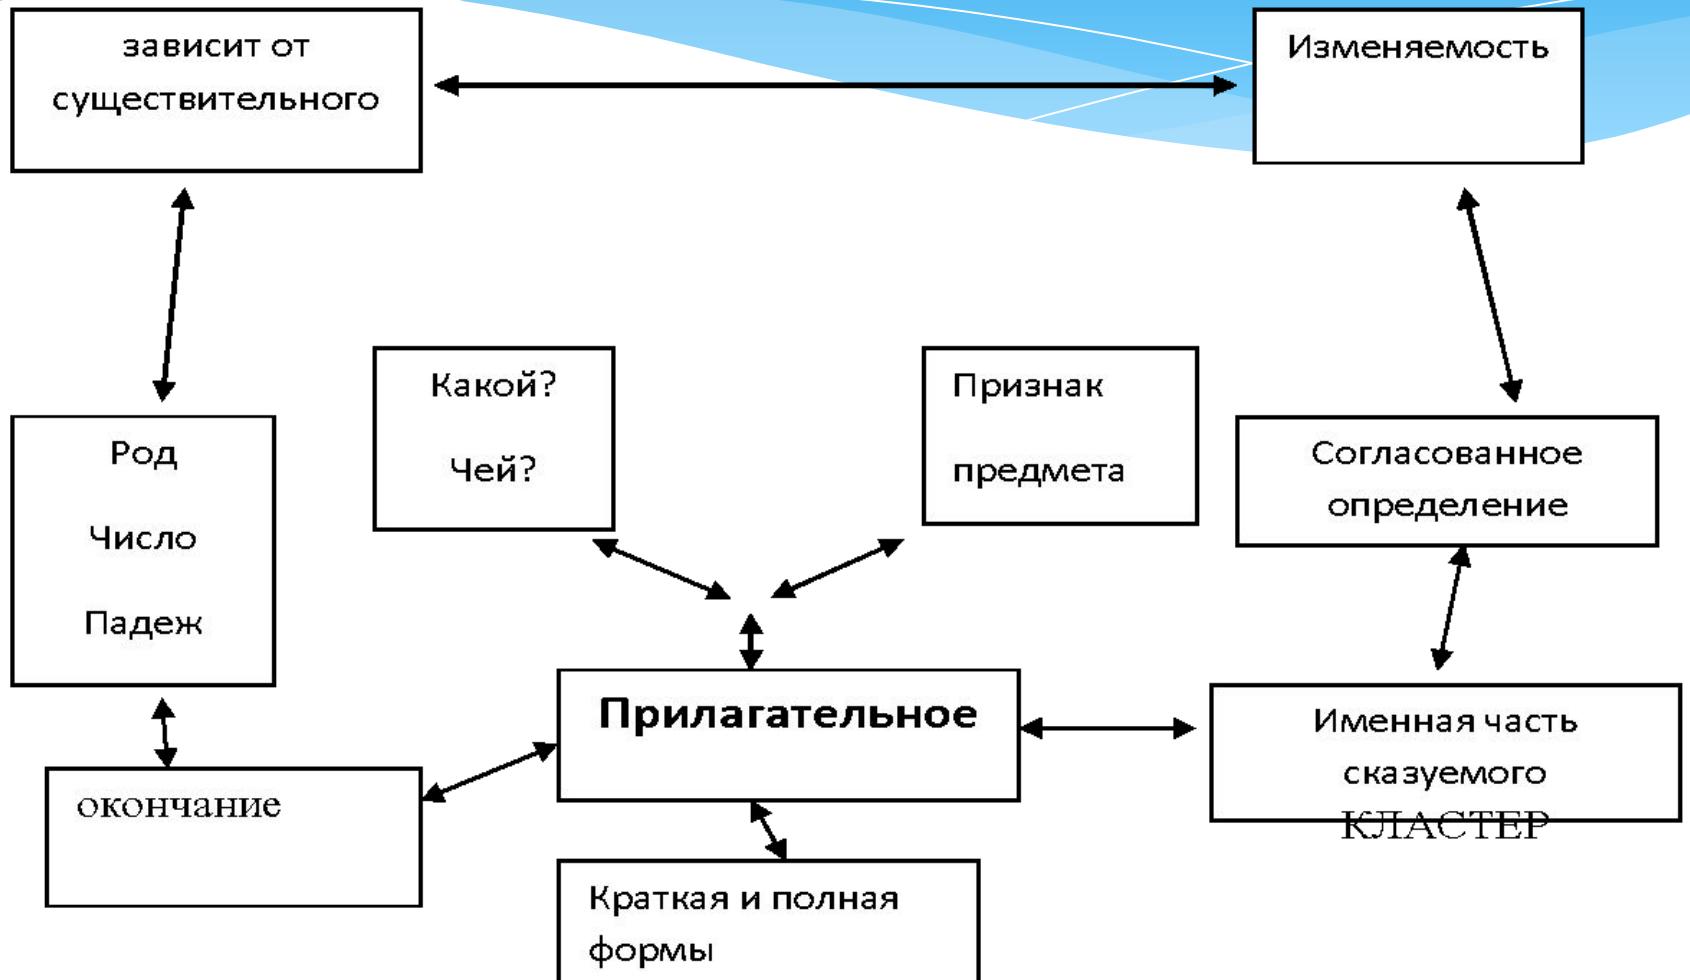 зависит от
существительного
Изменяемость
Какой?
Чей?
Признак
предмета
Род
Число
Падеж
Согласованное
определение
Прилагательное
Именная часть
сказуемого
КЛАСТЕР
окончание
Краткая и полная
формы